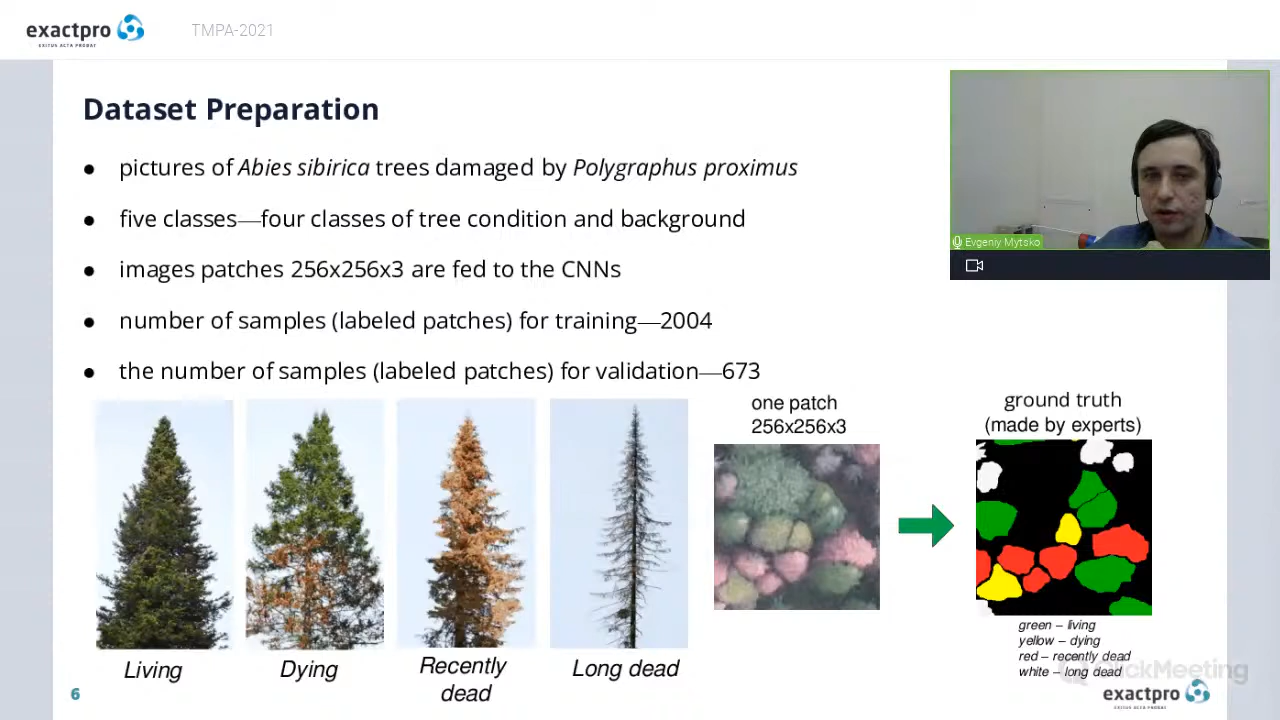 exactpro
EXITUS ACTA PROBAT
TMPA-2021
Dataset Preparation
● pictures of Abies sibirica trees damaged by Polygraphus proximus
● five classes—four classes of tree condition and background
● images patches 256x256x3 are fed to the CNNs
● number of samples (labeled patches) for training—2004
● the number of samples (labeled patches) for validation—673
Evgeniy Mytsko
one patch
256x256x3
ground truth
(made by experts)
green – living
yellow – dying
red – recently dead
white – long dead
Living
Dying
Recently
dead
Long dead
ClickMeeting
6
exactpro
EXITUS ACTA PROBAT